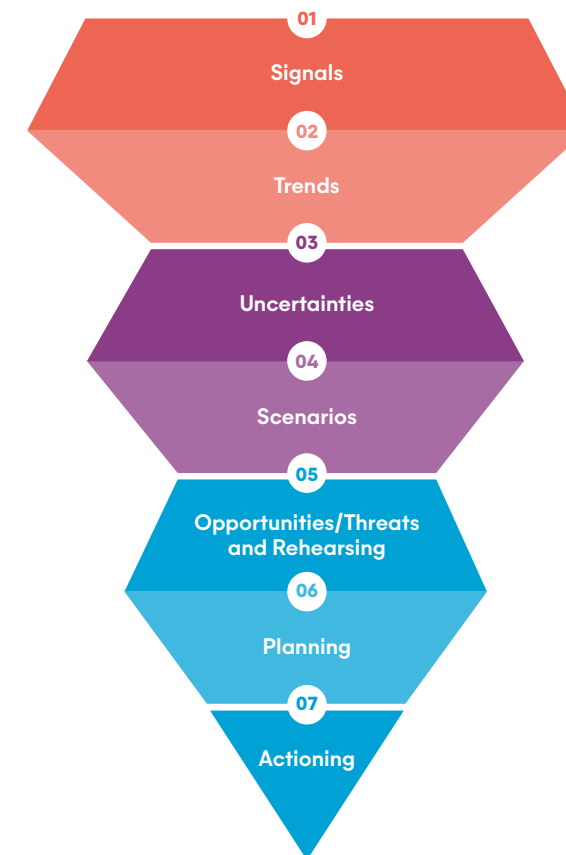 01
Signals
02
Trends
03
Uncertainties
04
Scenarios
05
Opportunities/Threats
and Rehearsing
06
Planning
07
Actioning